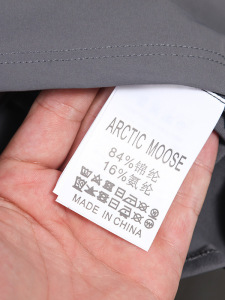 ARCTIC MOOSE
84%锦纶
16%氨纶
MADE IN CHINA